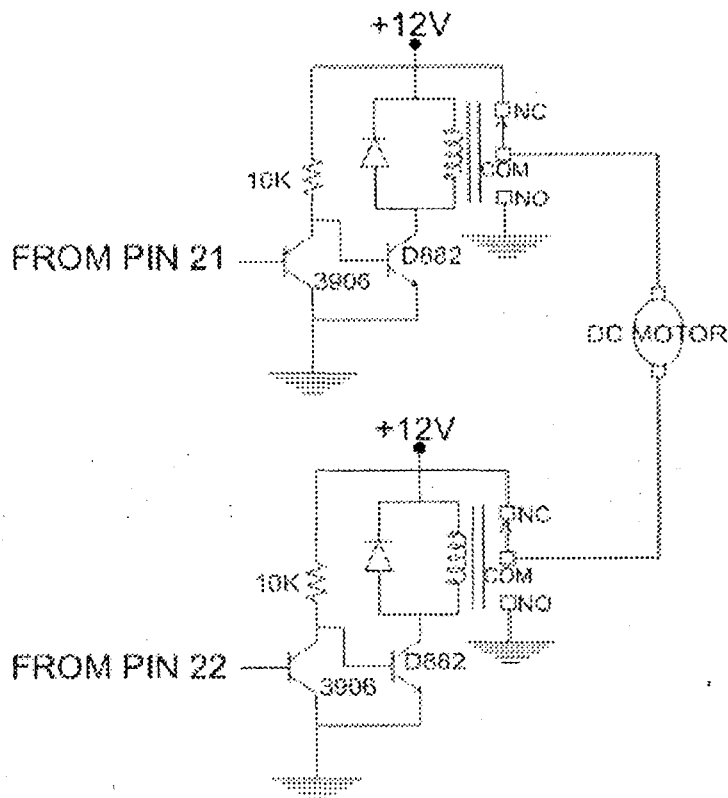 +12V
NC
10K
COM
NO
FROM PIN 21
D882
3906
DC MOTOR
+12V
NC
10K
COM
NO
FROM PIN 22
D882
3906